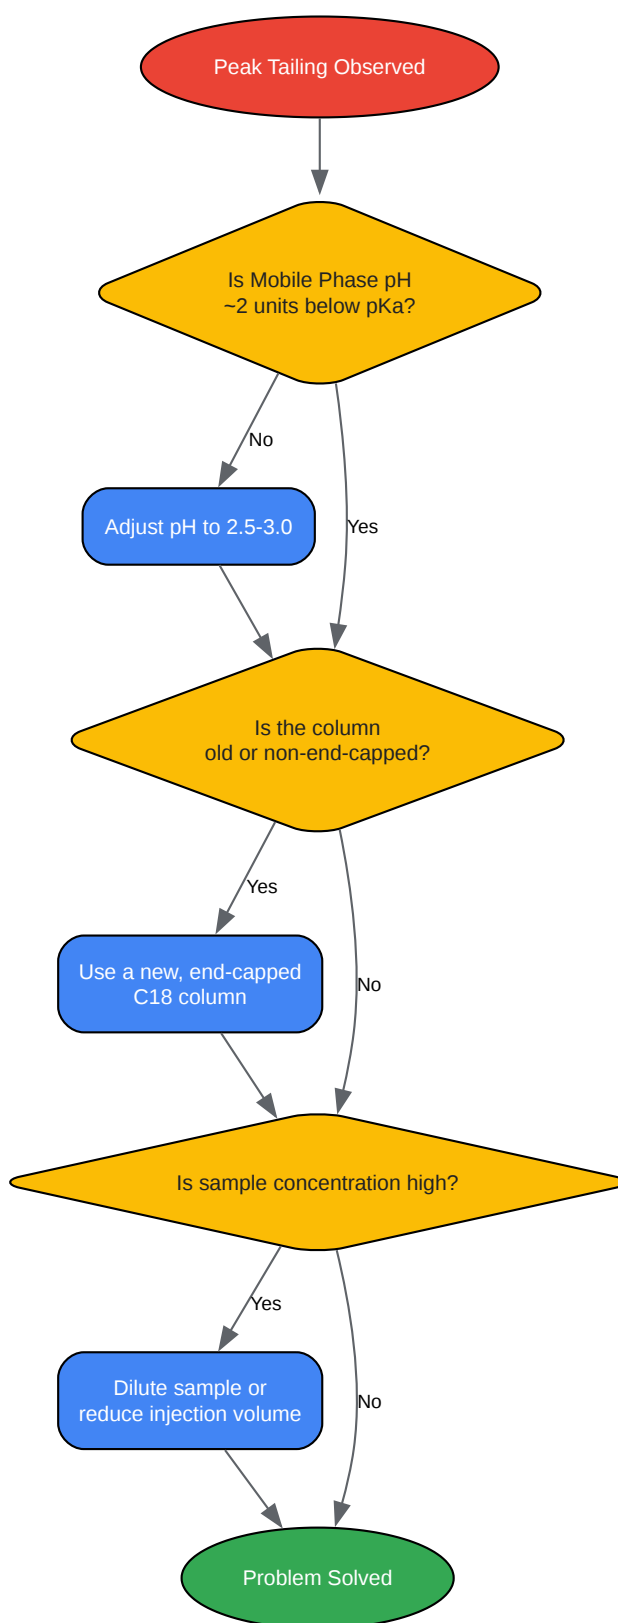 Peak Tailing Observed
Is Mobile Phase pH
~2 units below pKa?
No
Adjust pH to 2.5-3.0
Yes
Is the column
old or non-end-capped?
Yes
Use a new, end-capped
C18 column
No
Is sample concentration high?
Yes
Dilute sample or
reduce injection volume
No
Problem Solved